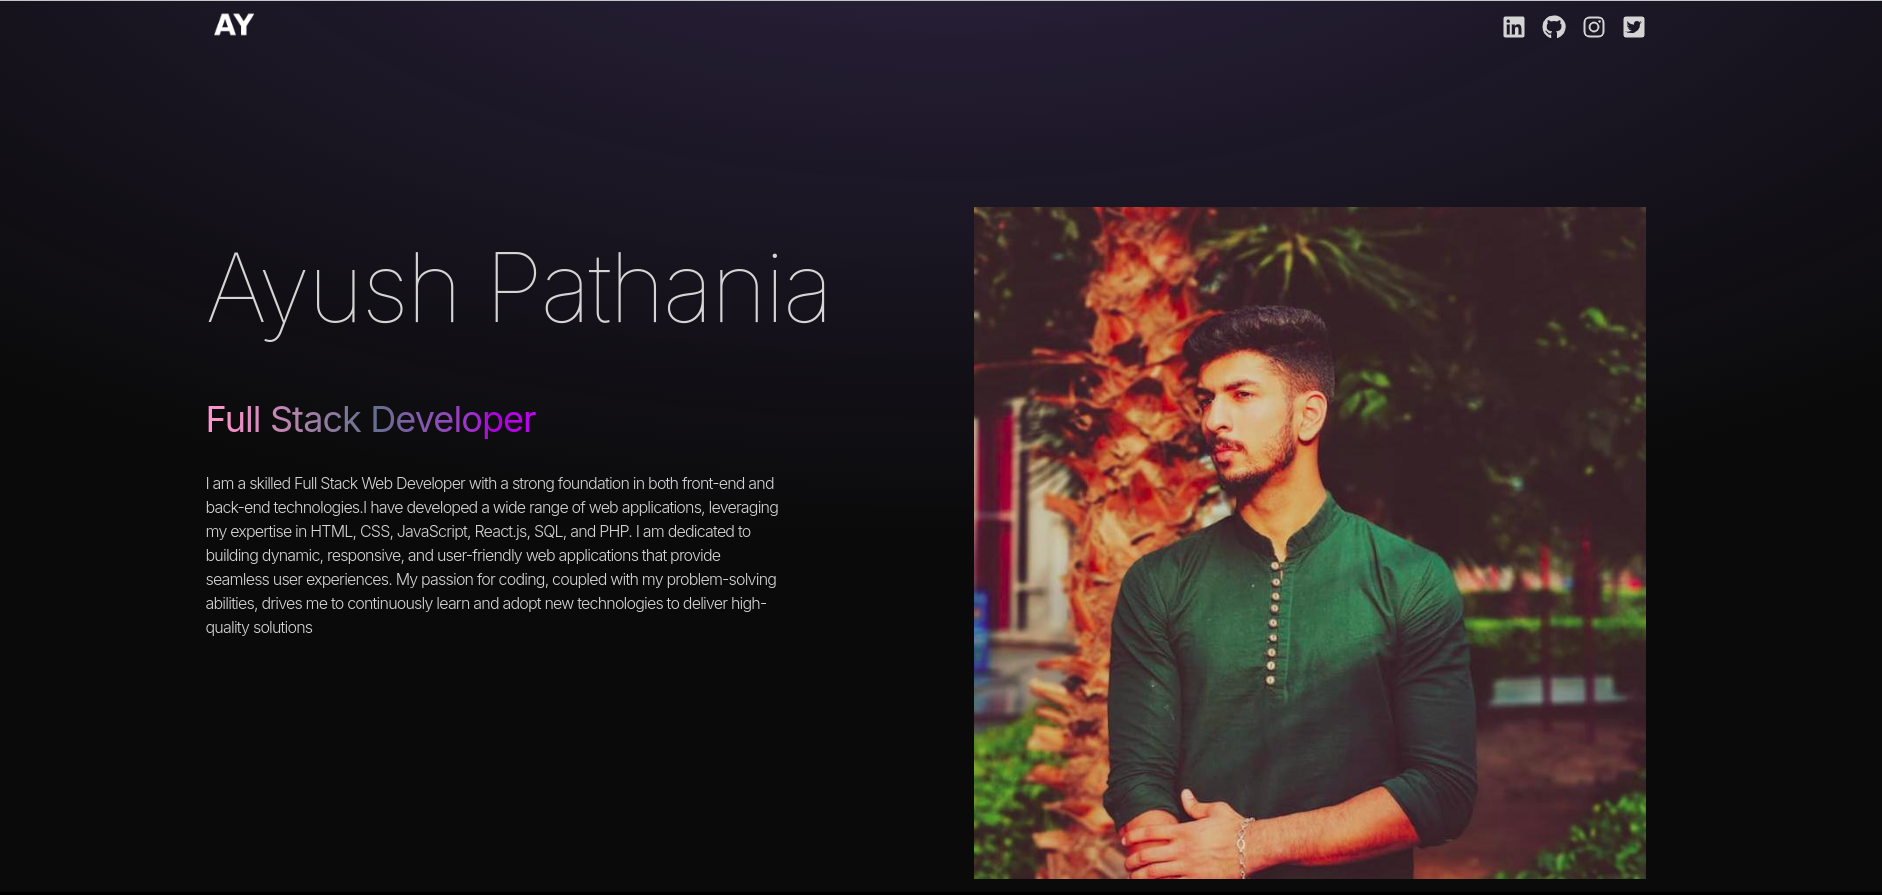 AY
Ayush Pathania
Full Stack Developer
I am a skilled Full Stack Web Developer with a strong foundation in both front-end and
back-end technologies.I have developed a wide range of web applications, leveraging
my expertise in HTML, CSS, JavaScript, React.js, SQL, and PHP. I am dedicated to
building dynamic, responsive, and user-friendly web applications that provide
seamless user experiences. My passion for coding, coupled with my problem-solving
abilities, drives me to continuously learn and adopt new technologies to deliver high-
quality solutions